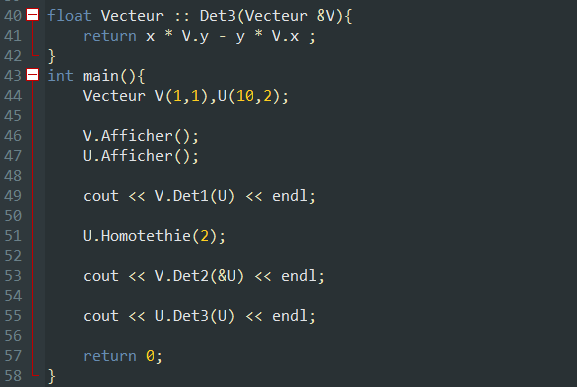 40 float Vecteur :: Det3(Vecteur &V){
41     return x * V.y - y * V.x ;
42 }
43 int main(){
44     Vecteur V(1,1),U(10,2);
45
46     V.Afficher();
47     U.Afficher();
48
49     cout << V.Det1(U) << endl;
50
51     U.Homotethie(2);
52
53     cout << V.Det2(&U) << endl;
54
55     cout << U.Det3(U) << endl;
56
57     return 0;
58 }